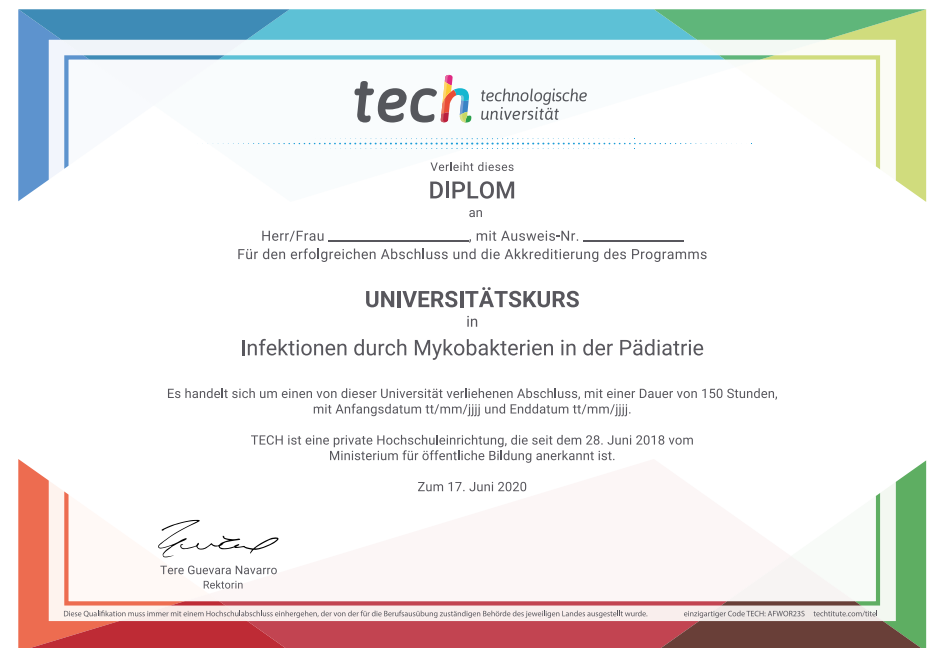 tech technologische
universität
Verleiht dieses
DIPLOM
an
Herr/Frau ________________, mit Ausweis-Nr. ____________
Für den erfolgreichen Abschluss und die Akkreditierung des Programms
UNIVERSITÄTSKURS
in
Infektionen durch Mykobakterien in der Pädiatrie
Es handelt sich um einen von dieser Universität verliehenen Abschluss, mit einer Dauer von 150 Stunden,
mit Anfangsdatum tt/mm/jjjj und Enddatum tt/mm/jjjj.
TECH ist eine private Hochschuleinrichtung, die seit dem 28. Juni 2018 vom
Ministerium für öffentliche Bildung anerkannt ist.
Zum 17. Juni 2020
Tere Guevara Navarro
Rektorin
Diese Qualifikation muss immer mit einem Hochschulabschluss einhergehen, der von der für die Berufsausübung zuständigen Behörde des jeweiligen Landes ausgestellt wurde. einzigartiger Code TECH: AFWOR23S techtitute.com/titel